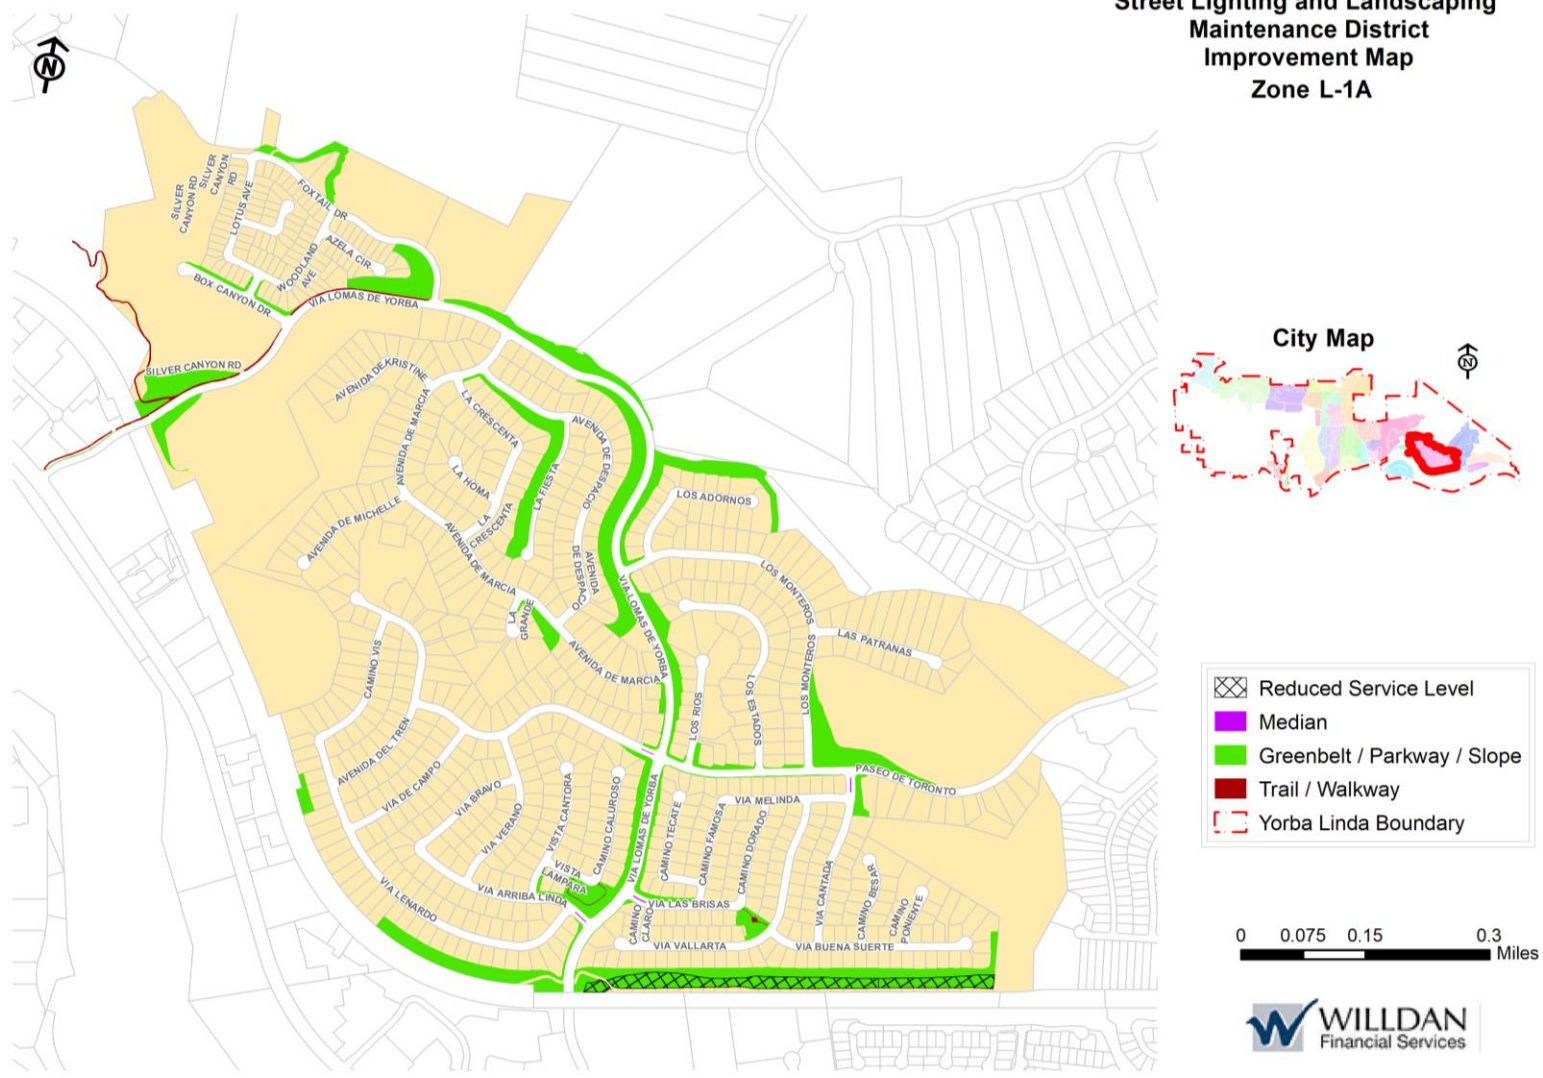 Street Lighting and Landscaping
Maintenance District
Improvement Map
Zone L-1A
N
SILVER
CANYON RD
SILVER
CANYON
RD
LOTUS AVE
FOXTAIL DR
AZELA CIR
WOODLAND
AVE
BOX CANYON DR
VIA LOMAS DE YORBA
SILVER CANYON RD
AVENIDA DE KRISTINE
AVENIDA DE MARCIA
LA CRESCENTA
AVENIDA DE DESPACIO
LA HOMA
LA FIESTA
LA
CRESCENTA
LOS ADORNOS
AVENIDA DE MICHELLE
AVENIDA DE MARCIA
AVENIDA
DE DESPACIO
LOS MONTEROS
LA
GRANDE
VIA LOMAS DE YORBA
LAS PATRANAS
AVENIDA DE MARCIA
CAMINO VIS
LOS MONTEROS
LOS RIOS
LOS ESTADOS
AVENIDA DEL TREN
VIA DE CAMPO
PASEO DE TORONTO
VIA BRAVO
VIA VERANO
VISTA CANTORA
CAMINO CALUROSO
VIA LOMAS DE YORBA
VIA MELINDA
CAMINO TECATE
CAMINO FAMOSA
CAMINO DORADO
VISTA
LAMPARA
VIA CANTADA
CAMINO BESAR
CAMINO
PONIENTE
VIA LENARDO
VIA ARRIBA LINDA
VIA LAS BRISAS
CAMINO
CLARO
VIA VALLARTA
VIA BUENA SUERTE
City Map
N
Reduced Service Level
Median
Greenbelt / Parkway / Slope
Trail / Walkway
Yorba Linda Boundary
0 0.075 0.15 0.3
Miles
WILLDAN
Financial Services